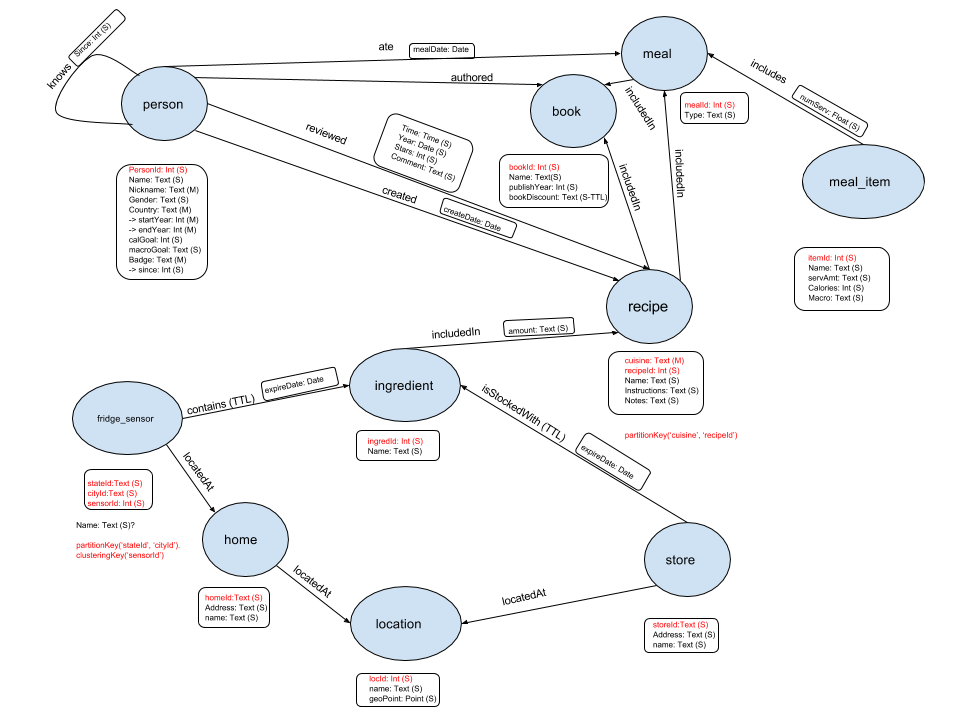 Since: Int (S)
knows
ate
mealDate: Date
meal
authored
includes
person
book
includedIn
mealId: Int (S)
Type: Text (S)
numServ: Float (S)
reviewed
Time: Time (S)
Year: Date (S)
Stars: Int (S)
Comment: Text (S)
bookId: Int (S)
Name: Text(S)
publishYear: Int (S)
bookDiscount: Text (S-TTL)
includedIn
includedIn
meal_item
PersonId: Int (S)
Name: Text (S)
Nickname: Text (M)
Gender: Text (S)
Country: Text (M)
-> startYear: Int (M)
-> endYear: Int (M)
calGoal: Int (S)
macroGoal: Text (S)
Badge: Text (M)
-> since: Int (S)
created
createDate: Date
itemId: Int (S)
Name: Text (S)
servAmt: Text (S)
Calories: Int (S)
Macro: Text (S)
recipe
includedIn
amount: Text (S)
cuisine: Text (M)
recipeId: Int (S)
Name: Text (S)
Instructions: Text (S)
Notes: Text (S)
partitionKey('cuisine', 'recipeId')
fridge_sensor
contains (TTL)
expireDate: Date
ingredient
isStockedWith (TTL)
expireDate: Date
ingredId: Int (S)
Name: Text (S)
stateId:Text (S)
cityId:Text (S)
sensorId: Int (S)
Name: Text (S)?
partitionKey('stateId', 'cityId').
clusteringKey('sensorId')
locatedAt
home
locatedAt
store
locatedAt
homeId:Text (S)
Address: Text (S)
name: Text (S)
location
storeId:Text (S)
Address: Text (S)
name: Text (S)
locId: Int (S)
name: Text (S)
geoPoint: Point (S)